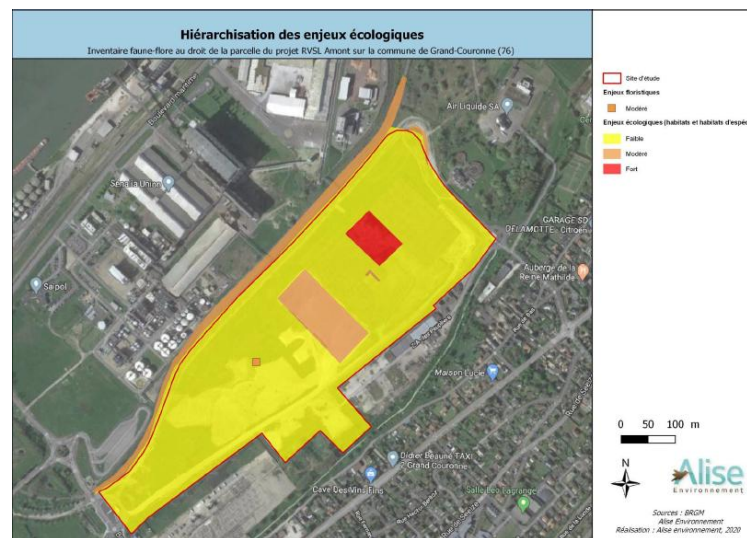 Hiérarchisation des enjeux écologiques
Inventaire faune-flore au droit de la parcelle du projet RVSL Amont sur la commune de Grand-Couronne (76)
Site d'étude
Enjeux floristiques
Modéré
Enjeux écologiques (habitats et habitats d'espèc
Faible
Modéré
Fort
Boulevard Maritime
Air Liquide SA
Senalia Union
Saipol
GARAGE SD
DELAMOTTE - Citroën
Auberge de la
Reine Mathilde
Maison Lucie
Didier Beaune TAXI
Grand Couronne
Cave Des Vins Fins
Salle Léo Lagrange
0 50 100 m
N
Alise
Environnement
Sources : BRGM
Alise Environnement
Réalisation : Alise environnement, 2020